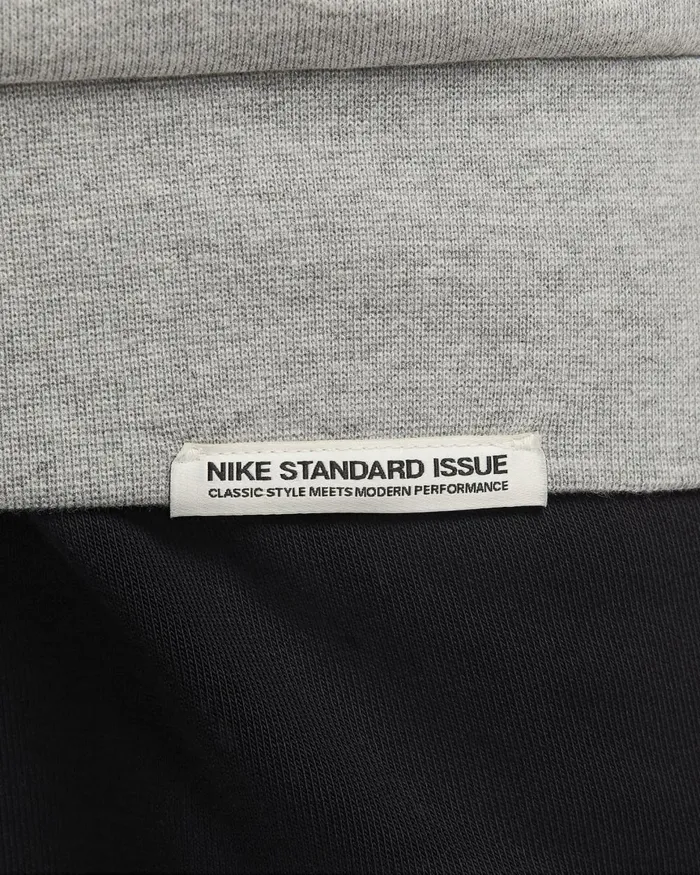 NIKE STANDARD ISSUE
CLASSIC STYLE MEETS MODERN PERFORMANCE